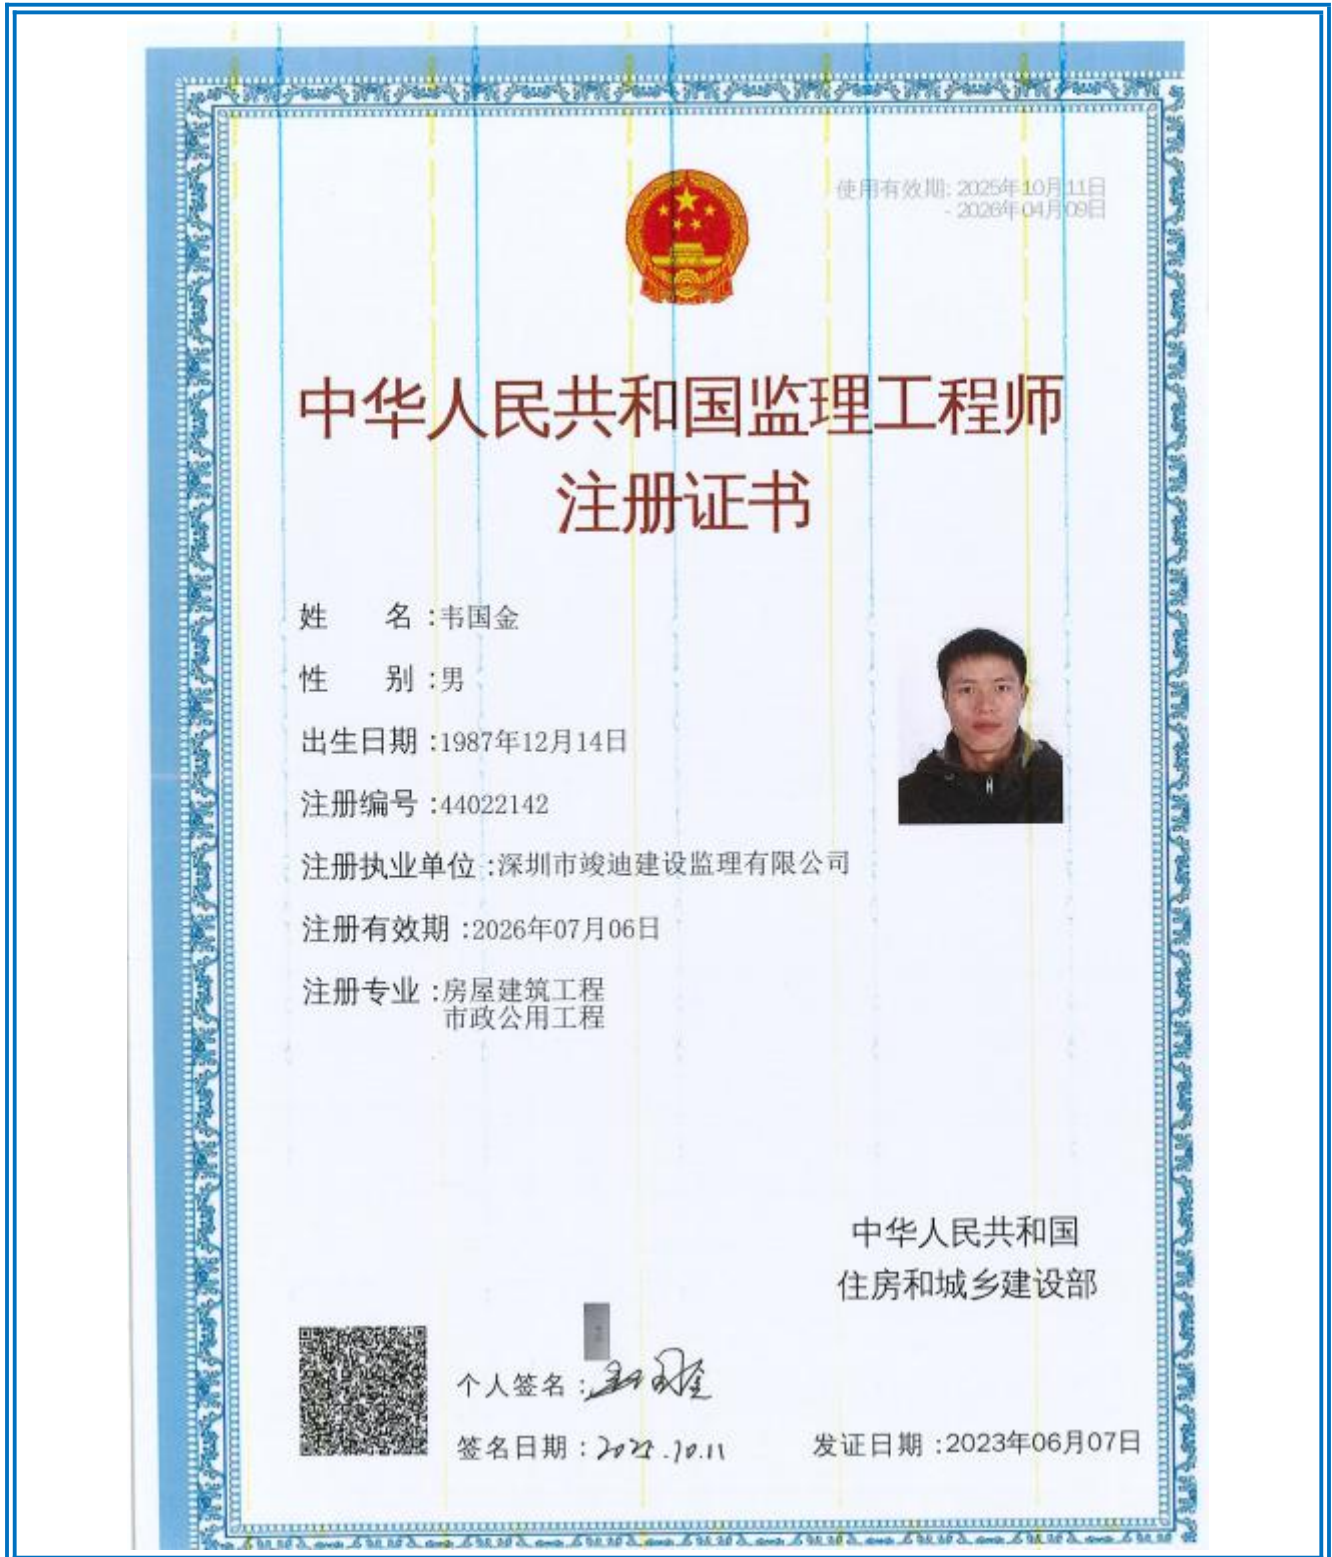 使用有效期: 2025年10月11日
- 2026年04月09日
中华人民共和国监理工程师
注册证书
姓 名:韦国金
性 别:男
出生日期:1987年12月14日
注册编号:44022142
注册执业单位:深圳市竣迪建设监理有限公司
注册有效期:2026年07月06日
注册专业:房屋建筑工程
市政公用工程
中华人民共和国
住房和城乡建设部
个人签名:韦国金
签名日期:2025.10.11
发证日期:2023年06月07日